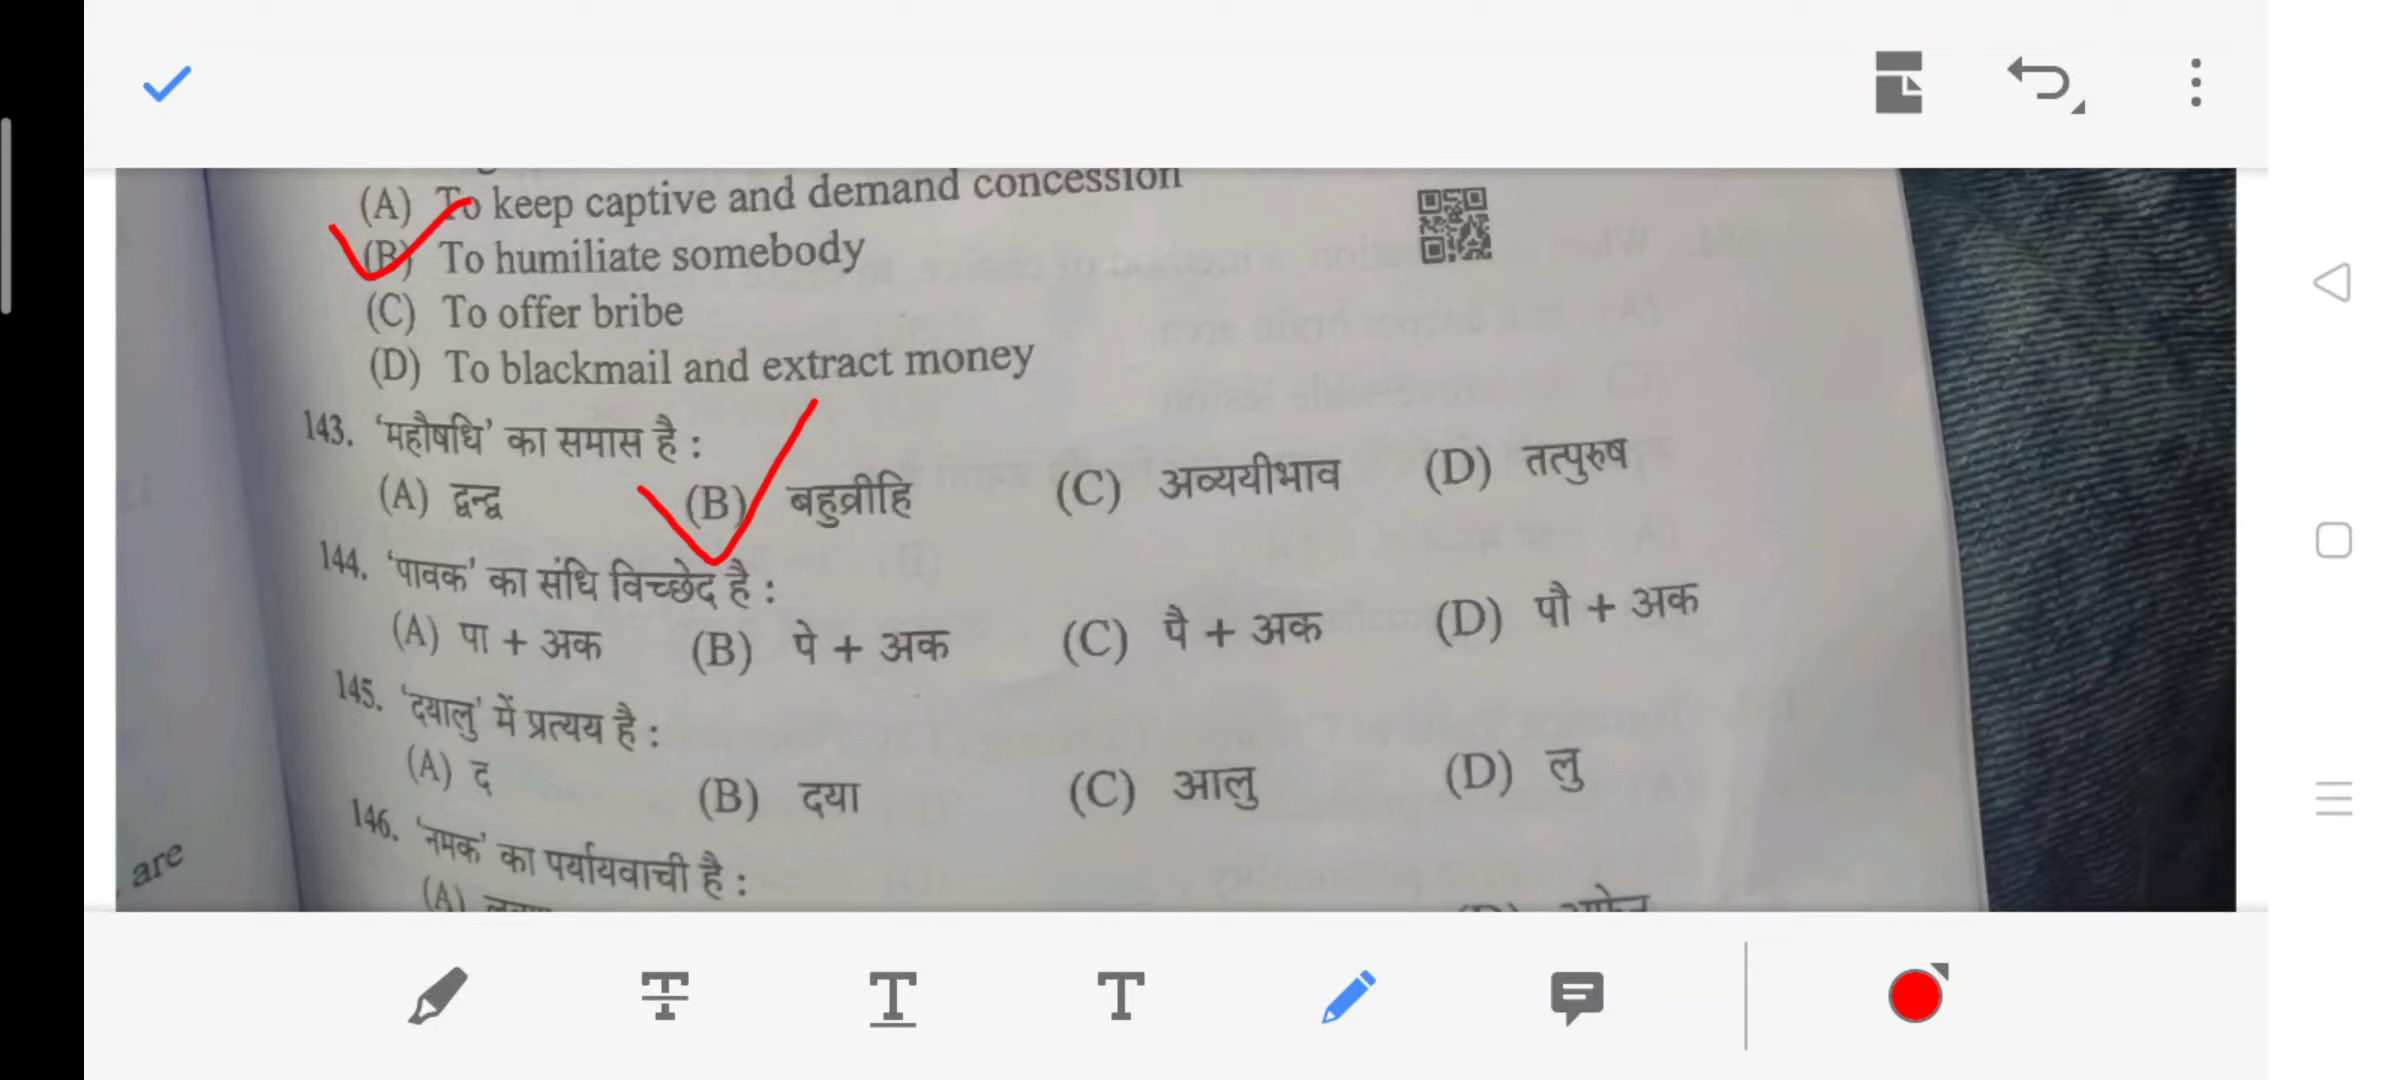 (A) To keep captive and demand concession
(B) To humiliate somebody
(C) To offer bribe
(D) To blackmail and extract money
143. 'महौषधि' का समास है :
(A) द्वन्द्व (B) बहुव्रीहि (C) अव्ययीभाव (D) तत्पुरुष
144. 'पावक' का संधि विच्छेद है :
(A) पा + अक (B) पे + अक (C) पै + अक (D) पौ + अक
145. 'दयालु' में प्रत्यय है :
(A) द (B) दया (C) आलु (D) लु
146. 'नमक' का पर्यायवाची है :
(A)
are